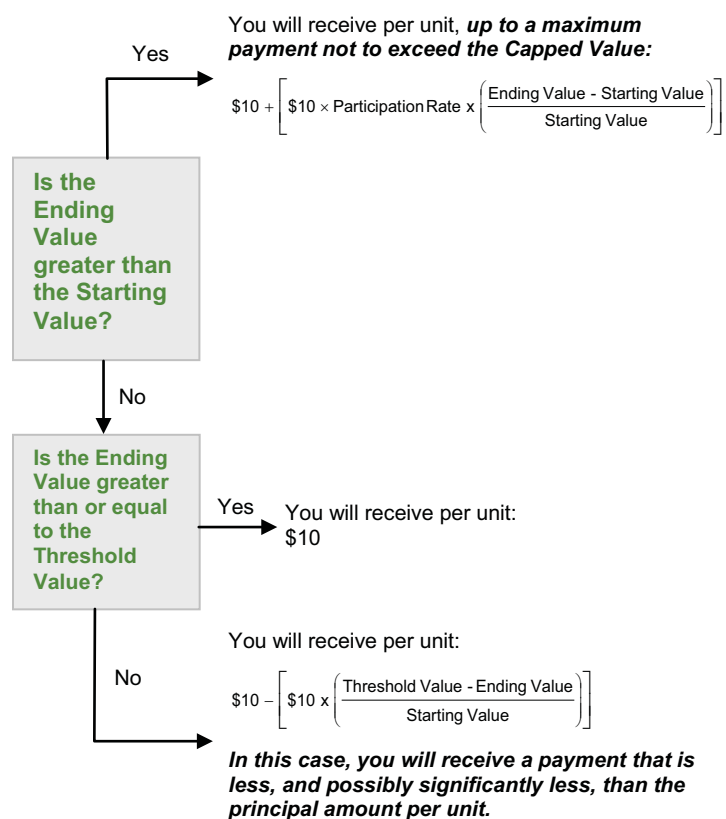 You will receive per unit, up to a maximum
payment not to exceed the Capped Value:
Yes
$10 + [ $10 × Participation Rate x ( Ending Value - Starting Value / Starting Value ) ]
Is the
Ending
Value
greater than
the Starting
Value?
No
Is the Ending
Value greater
than or equal
to the
Threshold
Value?
Yes
You will receive per unit:
$10
You will receive per unit:
No
$10 − [ $10 x ( Threshold Value - Ending Value / Starting Value ) ]
In this case, you will receive a payment that is
less, and possibly significantly less, than the
principal amount per unit.